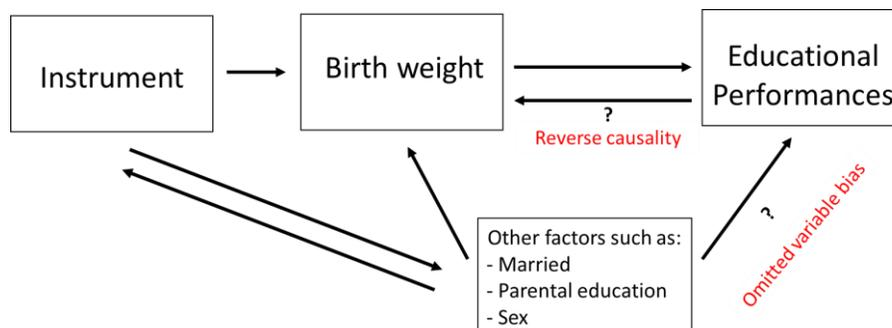 Instrument
Birth weight
Educational
Performances
?
Reverse causality
Other factors such as:
- Married
- Parental education
- Sex
?
Omitted variable bias